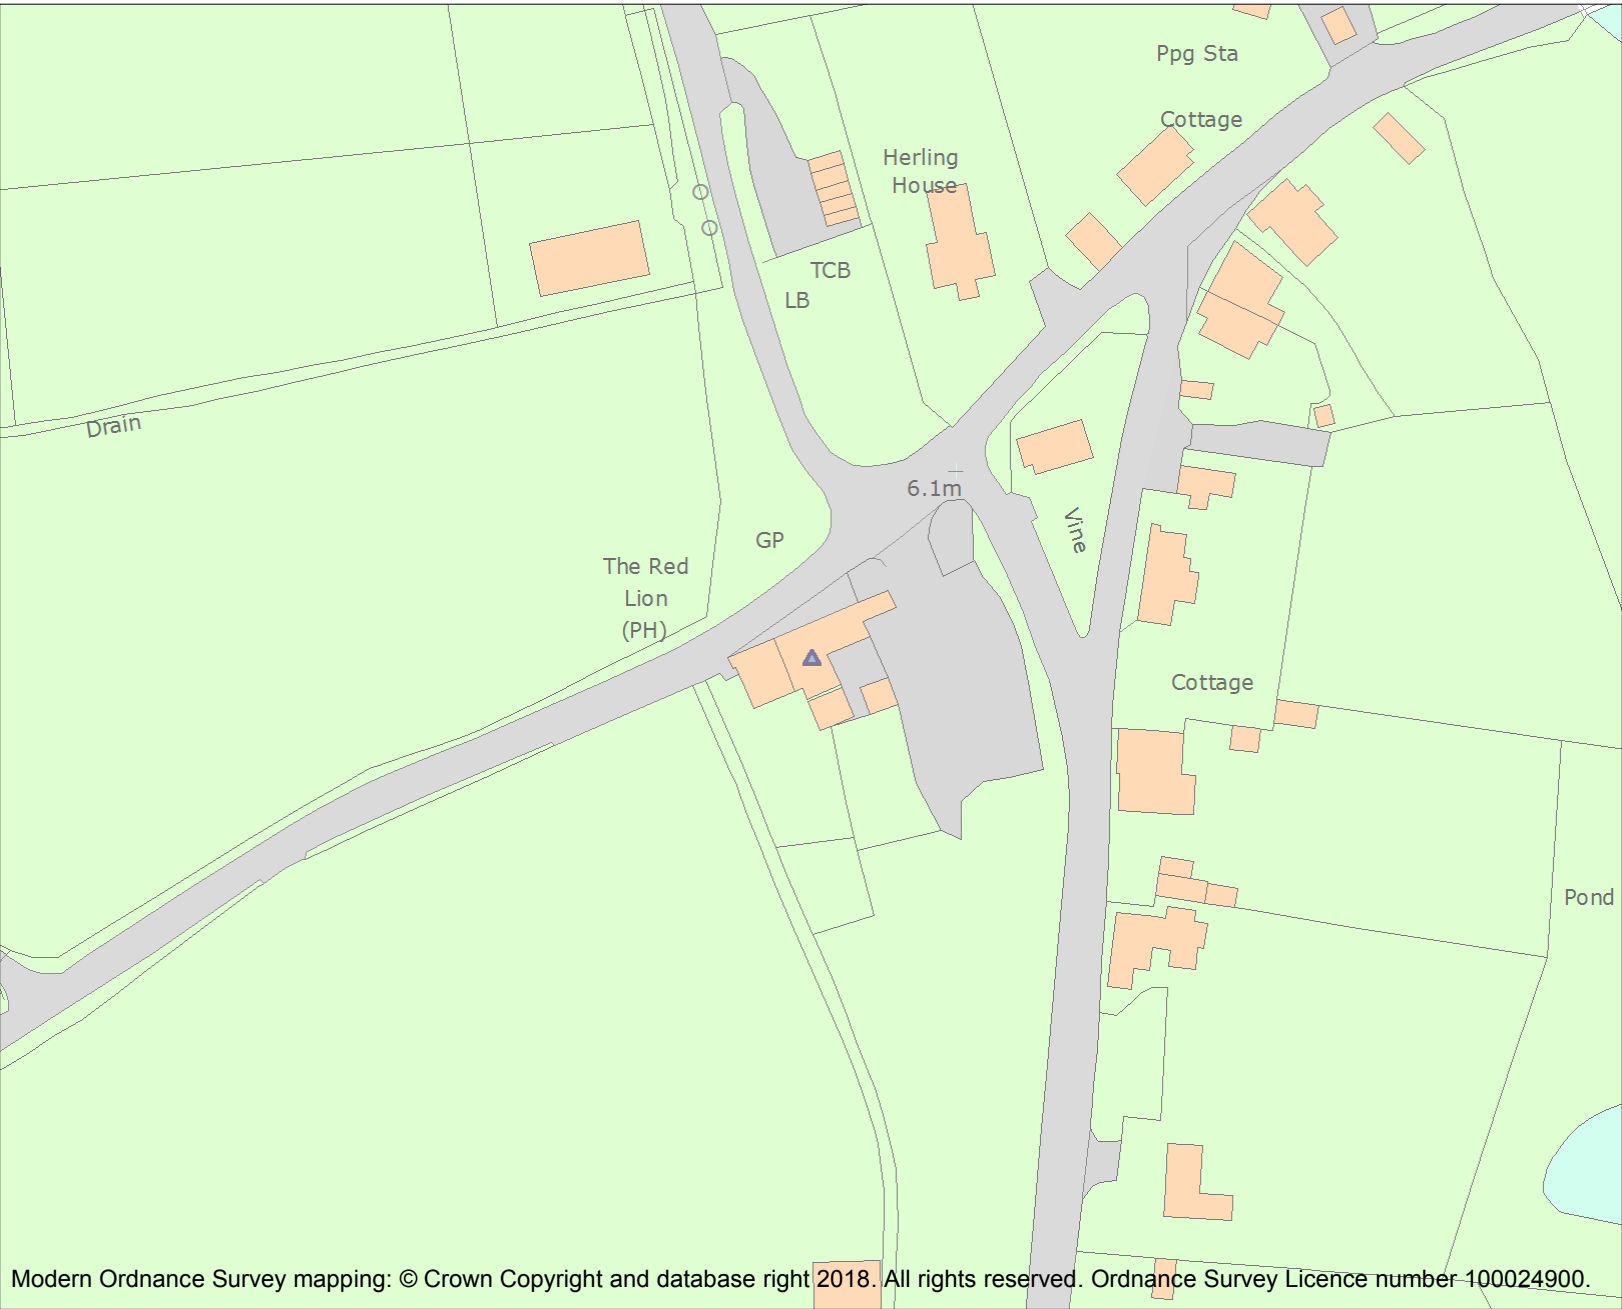 Ppg Sta
Cottage
Herling
House
TCB
LB
Drain
6.1m
Vine
GP
The Red
Lion
(PH)
Cottage
Pond
Modern Ordnance Survey mapping: © Crown Copyright and database right 2018. All rights reserved. Ordnance Survey Licence number 100024900.